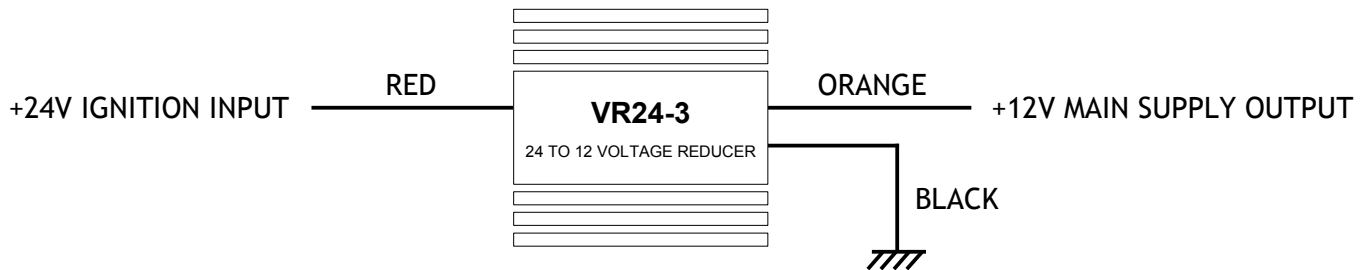 RED
ORANGE
+24V IGNITION INPUT
VR24-3
+12V MAIN SUPPLY OUTPUT
24 TO 12 VOLTAGE REDUCER
BLACK